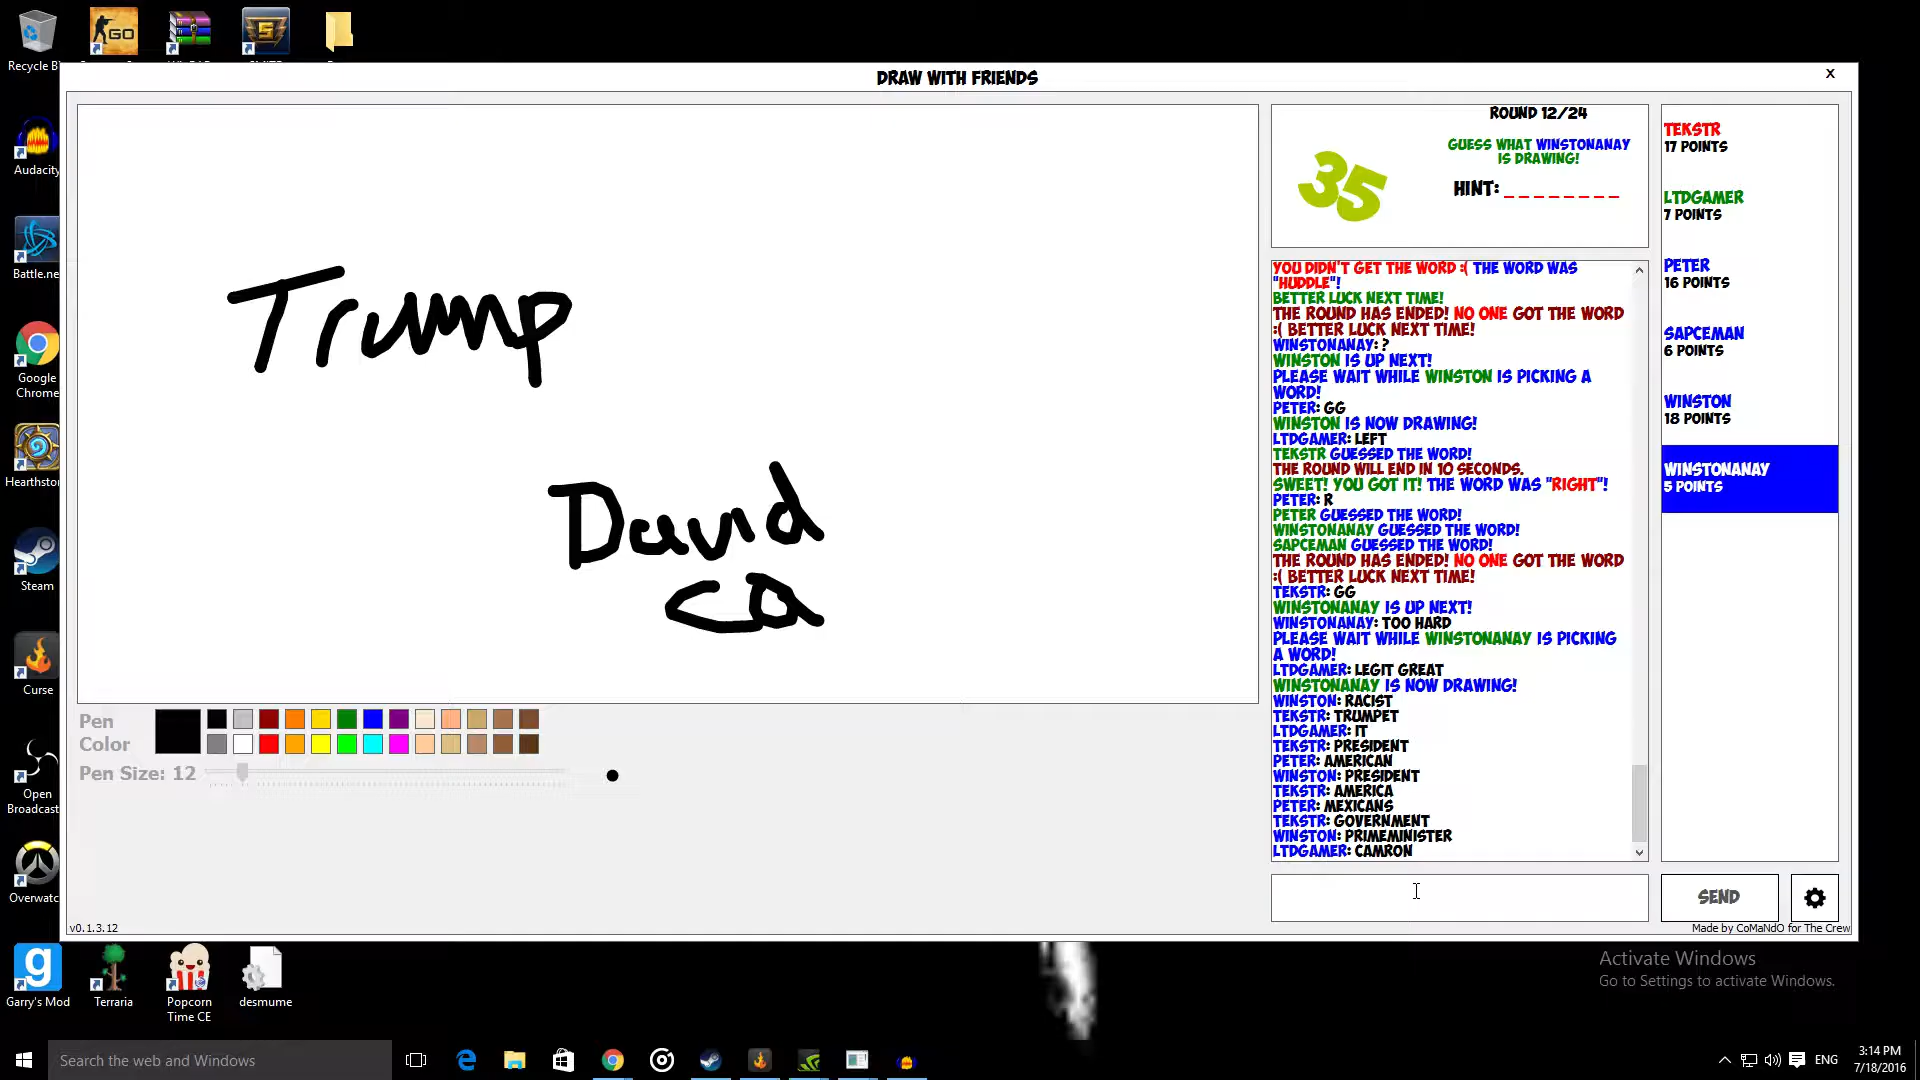 GO
Recycle B
DRAW WITH FRIENDS
X
Audacity
Battle.ne
Google
Chrome
Hearthston
Steam
Curse
Open
Broadcast
Overwatc
Trump
David
Ca
Pen
Color
Pen Size: 12
v0.1.3.12
ROUND 12/24
35
GUESS WHAT WINSTONANAY
IS DRAWING!
HINT: _ _ _ _ _ _ _ _ _
YOU DIDN'T GET THE WORD :( THE WORD WAS
"HUDDLE"!
BETTER LUCK NEXT TIME!
THE ROUND HAS ENDED! NO ONE GOT THE WORD
:( BETTER LUCK NEXT TIME!
WINSTONANAY: ?
WINSTON IS UP NEXT!
PLEASE WAIT WHILE WINSTON IS PICKING A
WORD!
PETER: GG
WINSTON IS NOW DRAWING!
LTDGAMER: LEFT
TEKSTR GUESSED THE WORD!
THE ROUND WILL END IN 10 SECONDS.
SWEET! YOU GOT IT! THE WORD WAS "RIGHT"!
PETER: R
PETER GUESSED THE WORD!
WINSTONANAY GUESSED THE WORD!
SAPCEMAN GUESSED THE WORD!
THE ROUND HAS ENDED! NO ONE GOT THE WORD
:( BETTER LUCK NEXT TIME!
TEKSTR: GG
WINSTONANAY IS UP NEXT!
WINSTONANAY: TOO HARD
PLEASE WAIT WHILE WINSTONANAY IS PICKING
A WORD!
LTDGAMER: LEGIT GREAT
WINSTONANAY IS NOW DRAWING!
WINSTON: RACIST
TEKSTR: TRUMPET
LTDGAMER: IT
TEKSTR: PRESIDENT
PETER: AMERICAN
WINSTON: PRESIDENT
TEKSTR: AMERICA
PETER: MEXICANS
TEKSTR: GOVERNMENT
WINSTON: PRIMEMINISTER
LTDGAMER: CAMRON
TEKSTR
17 POINTS
LTDGAMER
7 POINTS
PETER
16 POINTS
SAPCEMAN
6 POINTS
WINSTON
18 POINTS
WINSTONANAY
5 POINTS
SEND
Made by CoMaNdO for The Crew
Activate Windows
Go to Settings to activate Windows.
Garry's Mod
Terraria
Popcorn
Time CE
desmume
Search the web and Windows
ENG
3:14 PM
7/18/2016